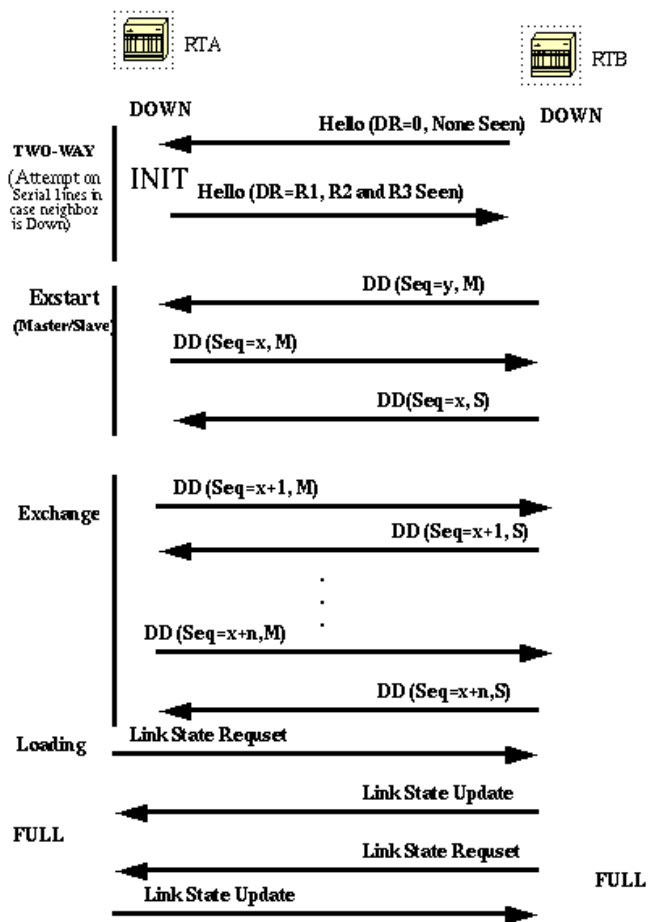 RTA
RTB
DOWN
DOWN
Hello (DR=0, None Seen)
TWO-WAY
(Attempt on
Serial lines in
case neighbor
is Down)
INIT
Hello (DR=R1, R2 and R3 Seen)
Exstart
(Master/Slave)
DD (Seq=y, M)
DD (Seq=x, M)
DD(Seq=x, S)
Exchange
DD (Seq=x+1, M)
DD (Seq=x+1, S)
.
.
.
DD (Seq=x+n,M)
DD (Seq=x+n,S)
Loading
Link State Requset
Link State Update
FULL
Link State Requset
FULL
Link State Update